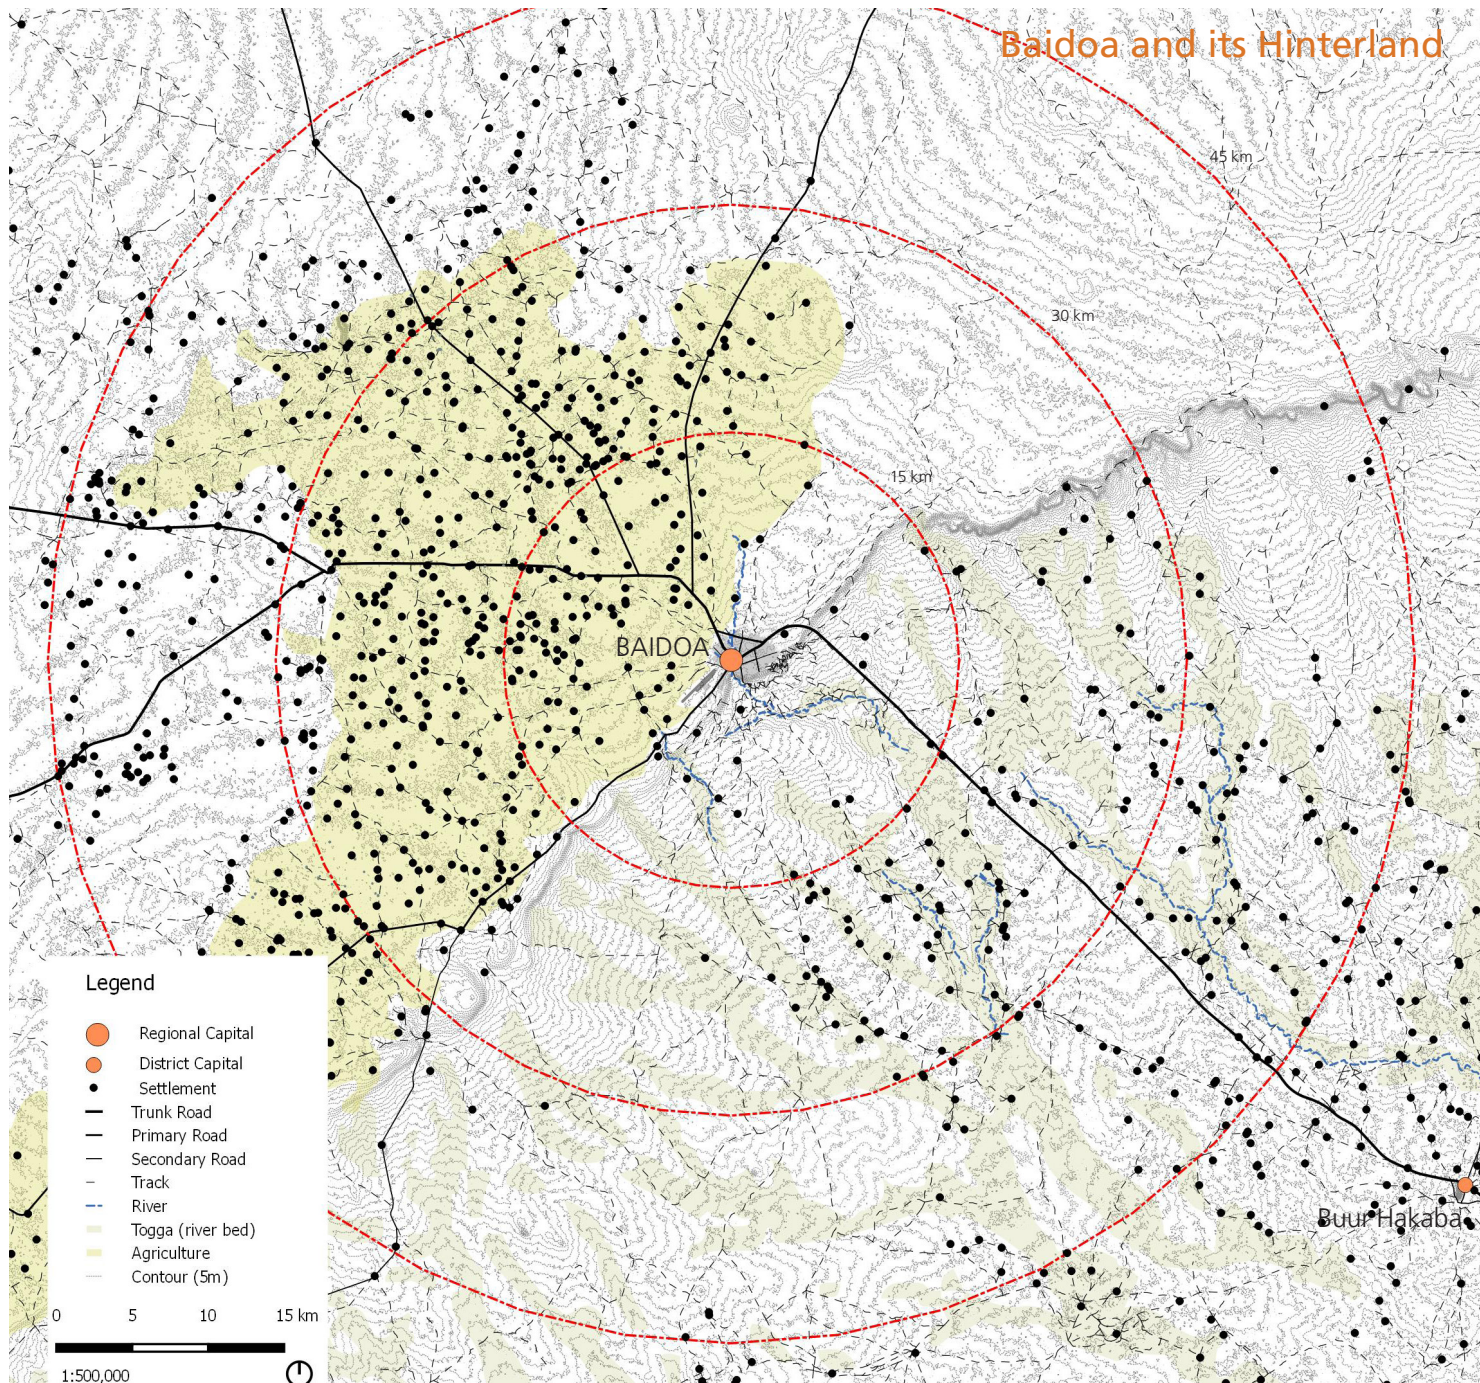 Baidoa and its Hinterland
45 km
30 km
15 km
BAIDOA
Buur Hakaba
Legend
Regional Capital
District Capital
Settlement
Trunk Road
Primary Road
Secondary Road
Track
River
Togga (river bed)
Agriculture
Contour (5m)
0 5 10 15 km
1:500,000